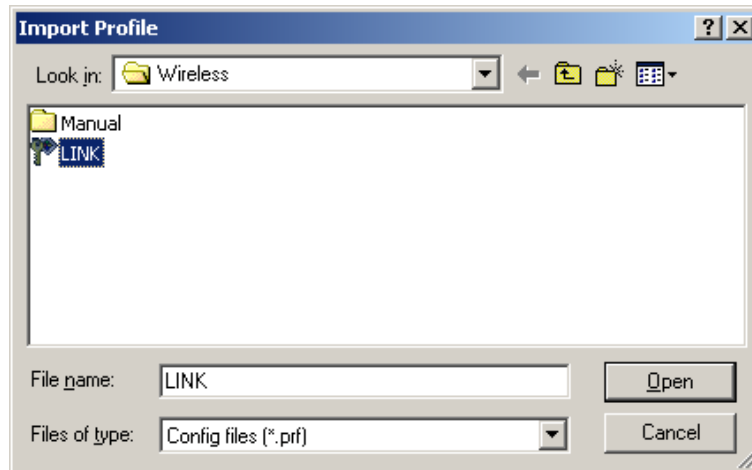 Import Profile
Look in: Wireless
Manual
LINK
File name: LINK Open
Files of type: Config files (*.prf) Cancel